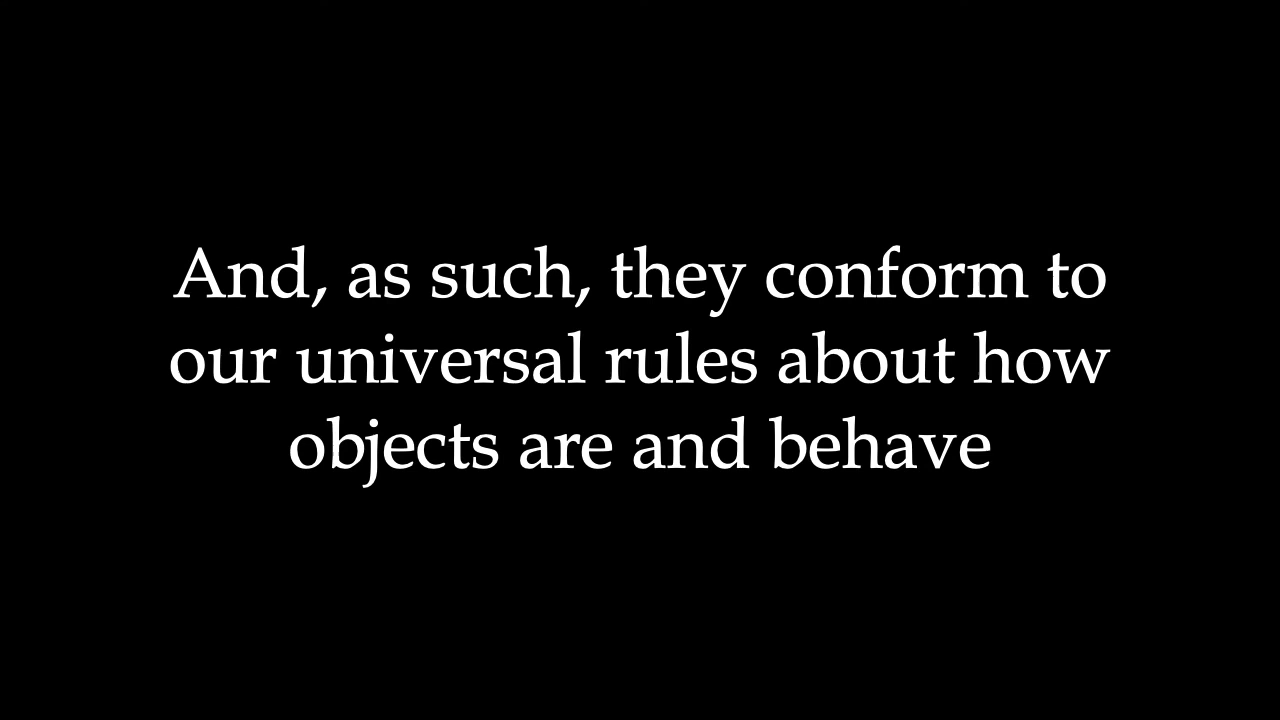 And, as such, they conform to
our universal rules about how
objects are and behave